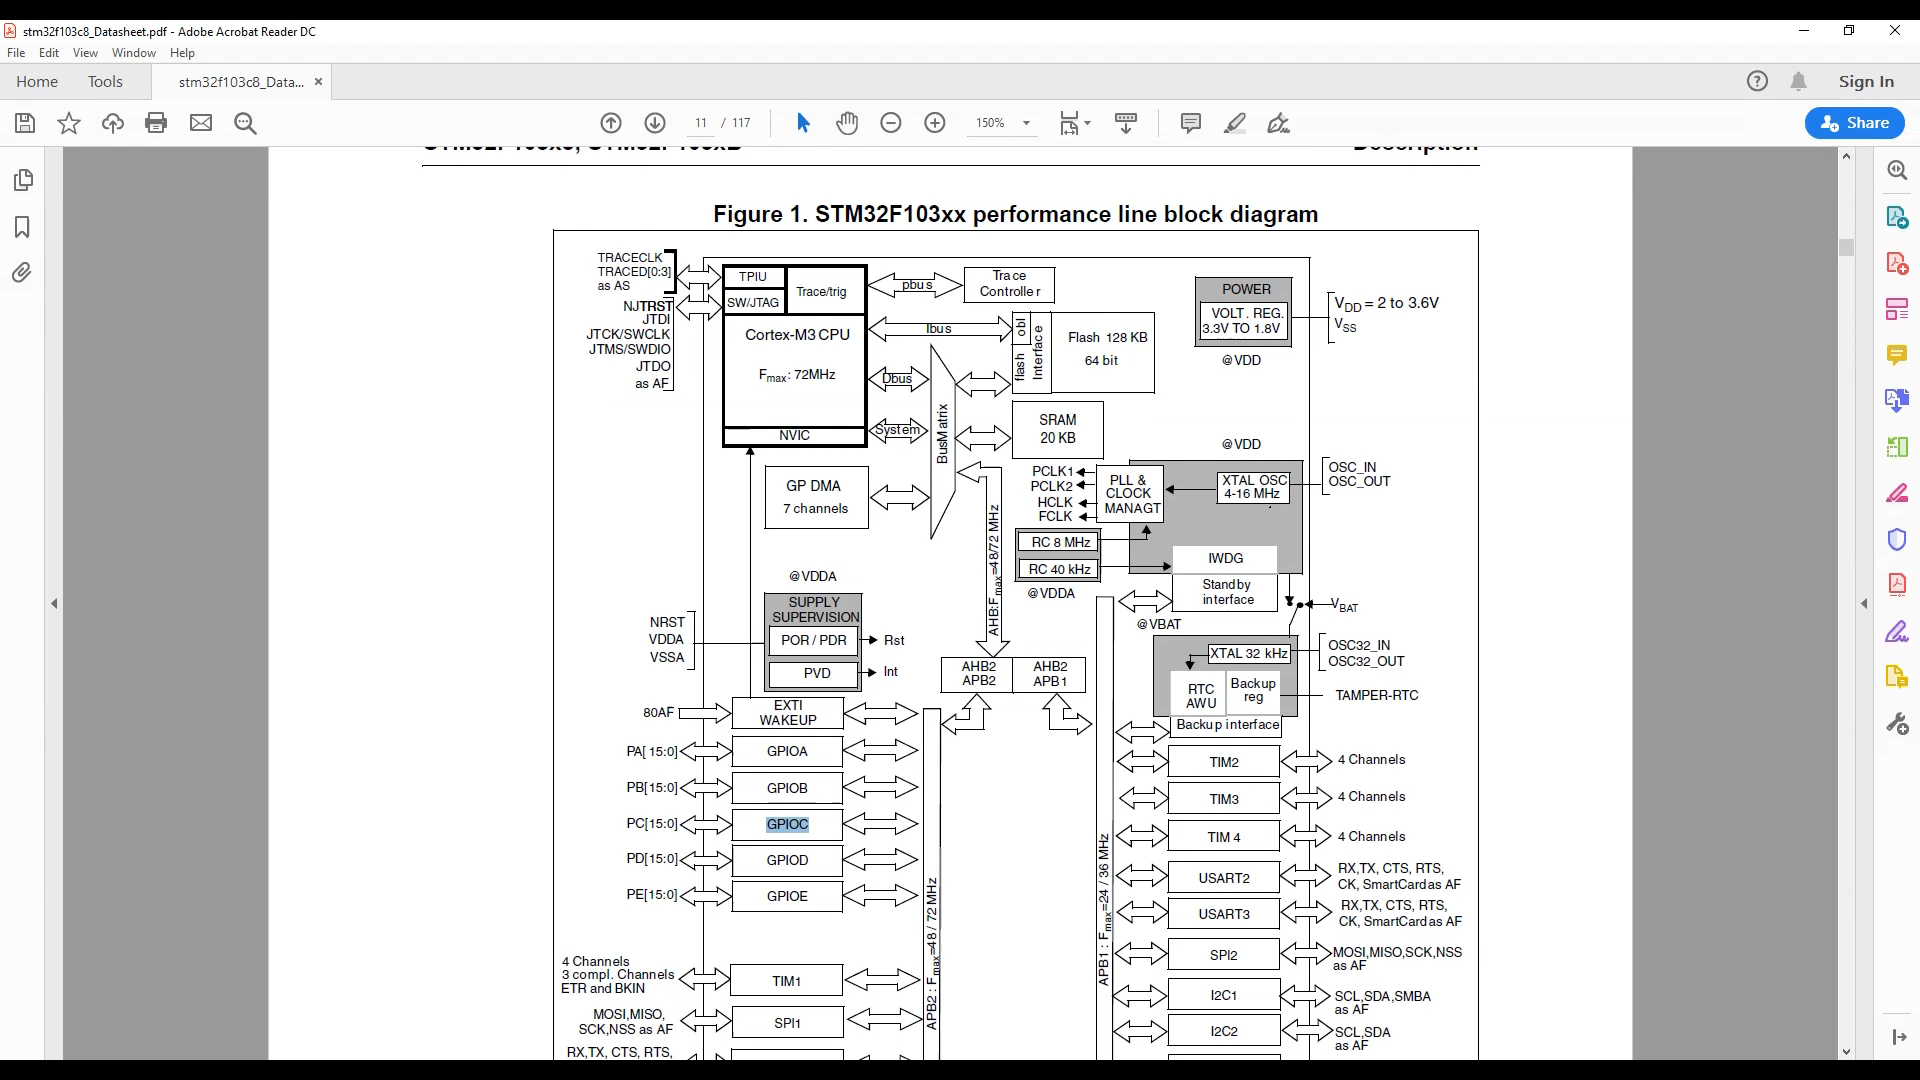 stm32f103c8_Datasheet.pdf - Adobe Acrobat Reader DC
File Edit View Window Help
Home Tools stm32f103c8_Data... × Sign In
11 / 117 150% Share
STM32F103x8, STM32F103xB Description
Figure 1. STM32F103xx performance line block diagram
TRACECLK
TRACED[0:3]
as AS
NJTRST
JTDI
JTCK/SWCLK
JTMS/SWDIO
JTDO
as AF
TPIU
SW/JTAG
Trace/trig
Cortex-M3 CPU
Fmax: 72MHz
NVIC
pbus
Trace
Controller
Ibus
Dbus
System
BusMatrix
flash obl
Interface
Flash 128 KB
64 bit
SRAM
20 KB
POWER
VOLT. REG.
3.3V TO 1.8V
@VDD
VDD = 2 to 3.6V
VSS
GP DMA
7 channels
@VDD
PCLK1
PCLK2
HCLK
FCLK
PLL &
CLOCK
MANAGT
XTAL OSC
4-16 MHz
OSC_IN
OSC_OUT
RC 8 MHz
RC 40 kHz
@VDDA
IWDG
Standby
interface
VBAT
@VBAT
AHB:Fmax=48/72 MHz
@VDDA
SUPPLY
SUPERVISION
POR / PDR
PVD
Rst
Int
NRST
VDDA
VSSA
AHB2
APB2
AHB2
APB1
XTAL 32 kHz
OSC32_IN
OSC32_OUT
RTC
AWU
Backup
reg
TAMPER-RTC
Backup interface
80AF
EXTI
WAKEUP
PA[ 15:0]
GPIOA
PB[ 15:0]
GPIOB
PC[15:0]
GPIOC
PD[15:0]
GPIOD
PE[15:0]
GPIOE
4 Channels
3 compl. Channels
ETR and BKIN
TIM1
MOSI,MISO,
SCK,NSS as AF
SPI1
RX,TX, CTS, RTS,
APB2 : Fmax=48 / 72 MHz
APB1 : Fmax=24 / 36 MHz
TIM2
4 Channels
TIM3
4 Channels
TIM 4
4 Channels
USART2
RX,TX, CTS, RTS,
CK, SmartCard as AF
USART3
RX,TX, CTS, RTS,
CK, SmartCard as AF
SPI2
MOSI,MISO,SCK,NSS
as AF
I2C1
SCL,SDA,SMBA
as AF
I2C2
SCL,SDA
as AF